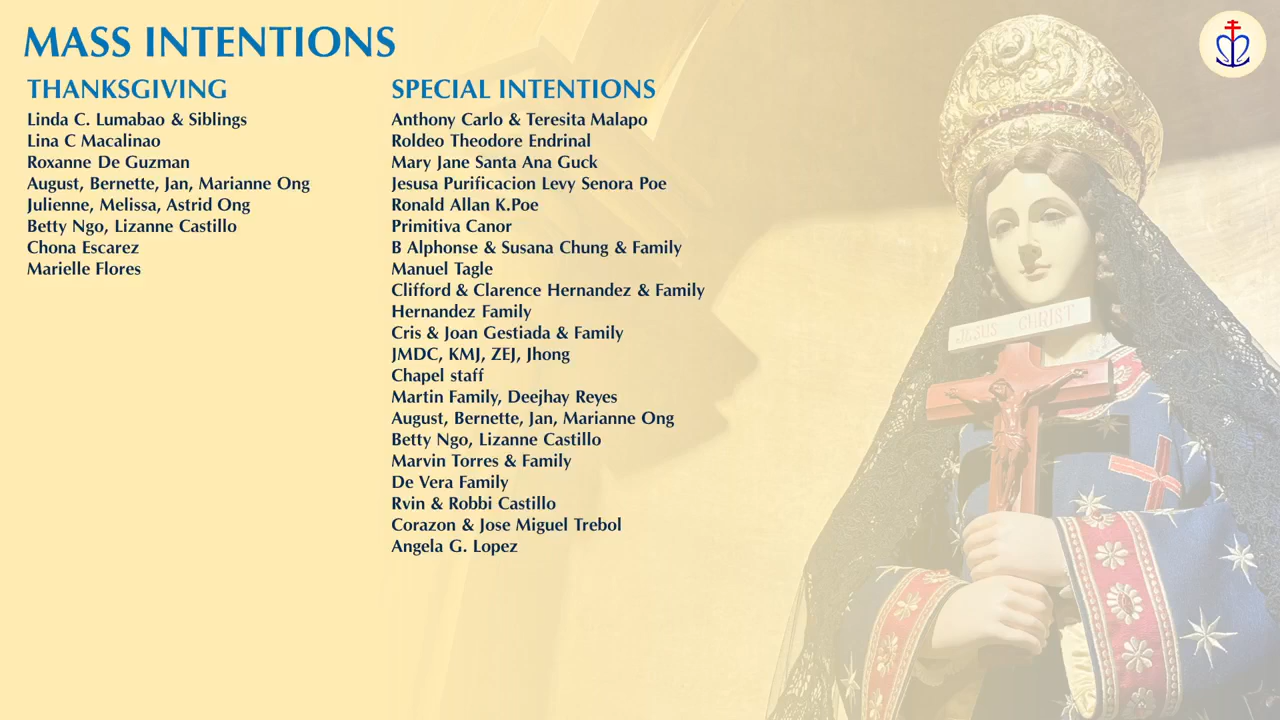 MASS INTENTIONS
THANKSGIVING
Linda C. Lumabao & Siblings
Lina C Macalinao
Roxanne De Guzman
August, Bernette, Jan, Marianne Ong
Julienne, Melissa, Astrid Ong
Betty Ngo, Lizanne Castillo
Chona Escarez
Marielle Flores
SPECIAL INTENTIONS
Anthony Carlo & Teresita Malapo
Roldeo Theodore Endrinal
Mary Jane Santa Ana Guck
Jesusa Purificacion Levy Senora Poe
Ronald Allan K.Poe
Primitiva Canor
B Alphonse & Susana Chung & Family
Manuel Tagle
Clifford & Clarence Hernandez & Family
Hernandez Family
Cris & Joan Gestiada & Family
JMDC, KMJ, ZEJ, Jhong
Chapel staff
Martin Family, Deejhay Reyes
August, Bernette, Jan, Marianne Ong
Betty Ngo, Lizanne Castillo
Marvin Torres & Family
De Vera Family
Rvin & Robbi Castillo
Corazon & Jose Miguel Trebol
Angela G. Lopez
JESUS CHRIST